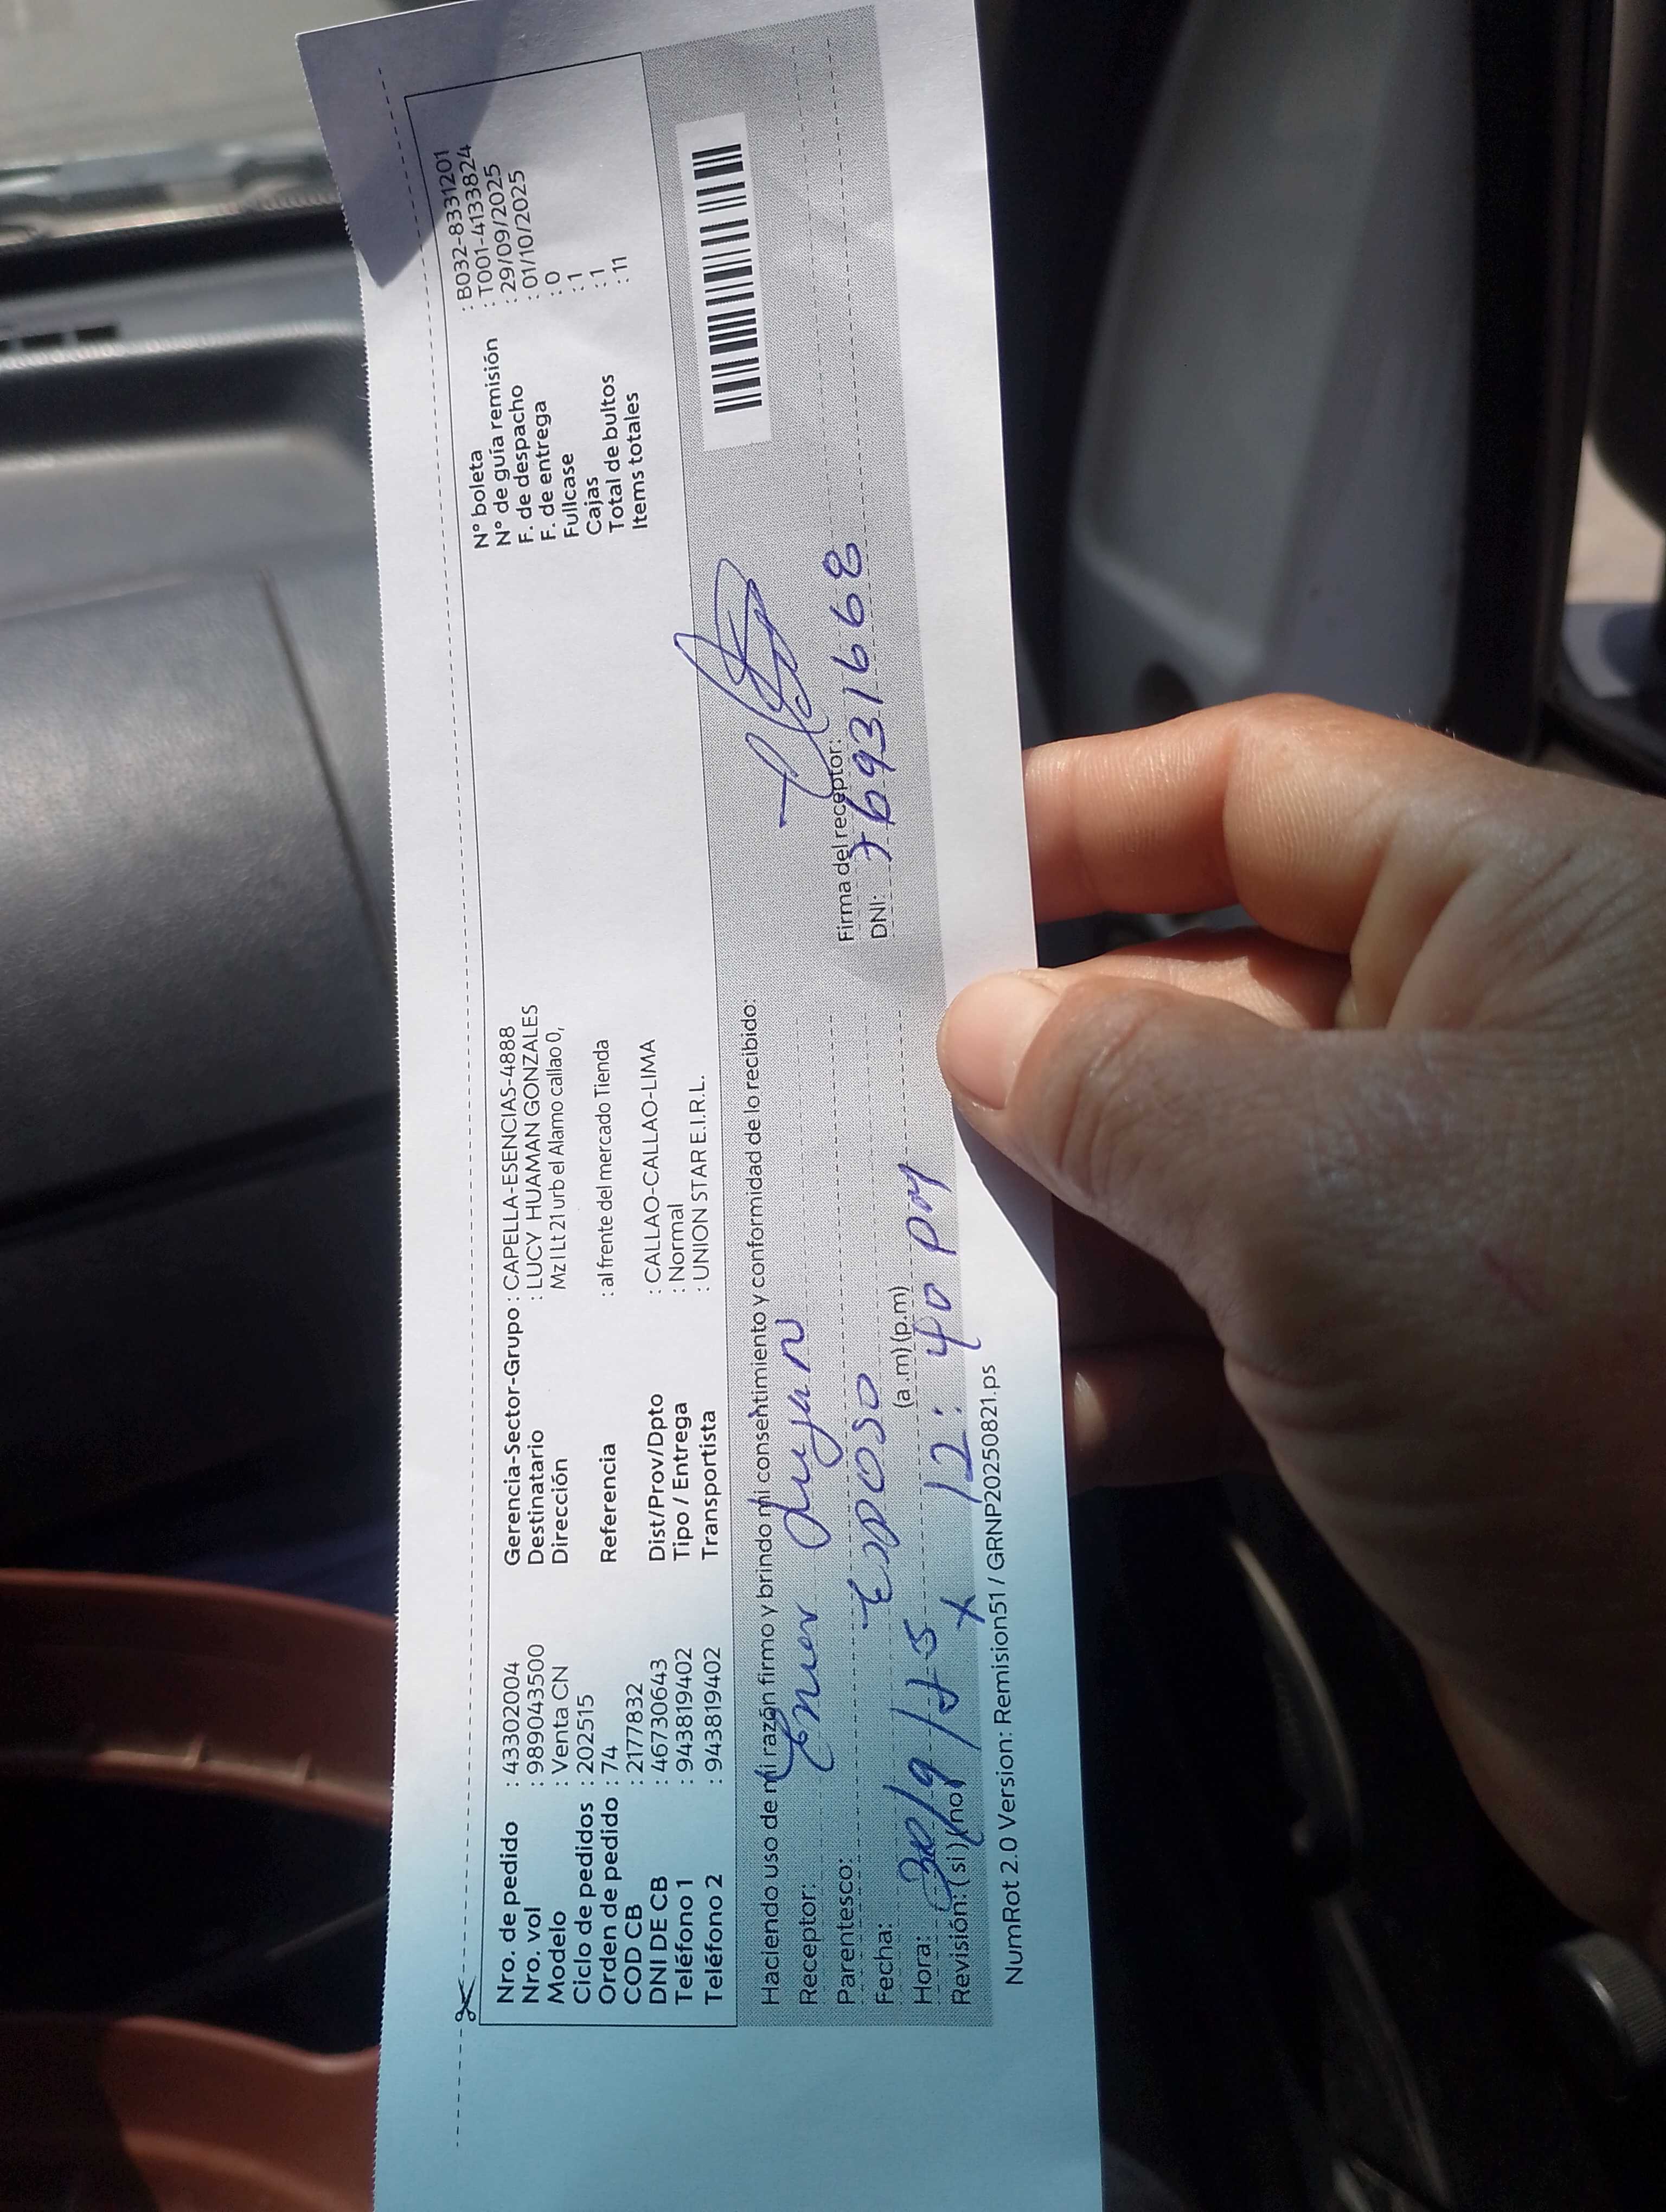 Nro. de pedido : 43302004
Nro. vol : 989043500
Modelo : Venta CN
Ciclo de pedidos : 202515
Orden de pedido : 74
COD CB : 2177832
DNI DE CB : 46730643
Teléfono 1 : 943819402
Teléfono 2 : 943819402
Gerencia-Sector-Grupo : CAPELLA-ESENCIAS-4888
Destinatario : LUCY HUAMAN GONZALES
Dirección Mz I Lt 21 urb el Alamo callao 0,
Referencia : al frente del mercado Tienda
Dist/Prov/Dpto : CALLAO-CALLAO-LIMA
Tipo / Entrega : Normal
Transportista : UNION STAR E.I.R.L.
N° boleta : B032-8331201
N° de guía remisión : T001-4133824
F. de despacho : 29/09/2025
F. de entrega : 01/10/2025
Fullcase : 0
Cajas : 1
Total de bultos : 1
Items totales : 11
Haciendo uso de mi razón firmo y brindo mi consentimiento y conformidad de lo recibido:
Receptor: Lujan
Parentesco: Esposo
Fecha: 30/9/25
Hora: 12:40 PM (a.m) (p.m)
Revisión: (si) (no) x
Firma del receptor:
DNI: 76931668
NumRot 2.0 Version: Remision51 / GRNP20250821.ps